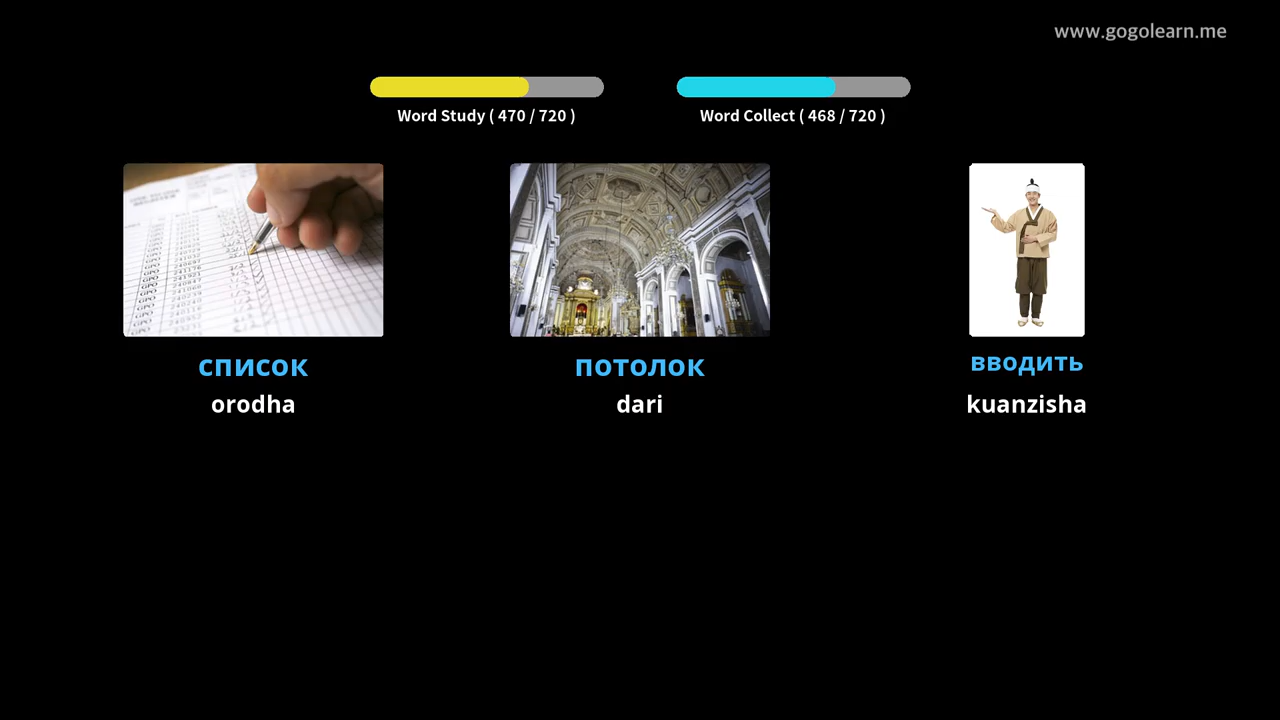 www.gogolearn.me
Word Study ( 470 / 720 )
Word Collect ( 468 / 720 )
список
orodha
потолок
dari
вводить
kuanzisha